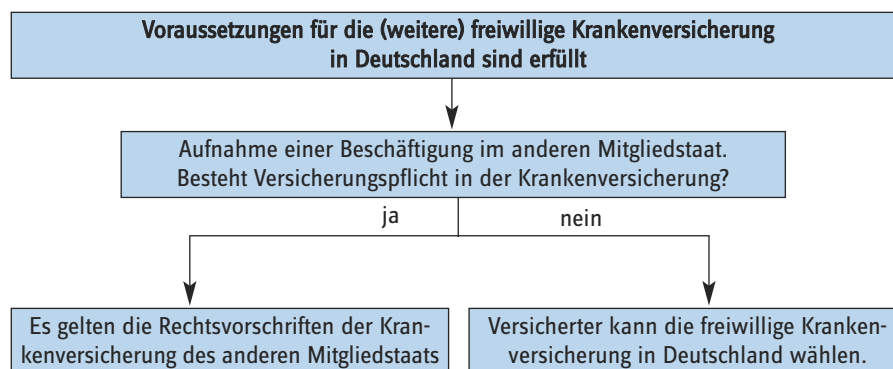 Voraussetzungen für die (weitere) freiwillige Krankenversicherung
in Deutschland sind erfüllt
Aufnahme einer Beschäftigung im anderen Mitgliedstaat.
Besteht Versicherungspflicht in der Krankenversicherung?
ja
nein
Es gelten die Rechtsvorschriften der Kran-
kenversicherung des anderen Mitgliedstaats
Versicherter kann die freiwillige Kranken-
versicherung in Deutschland wählen.